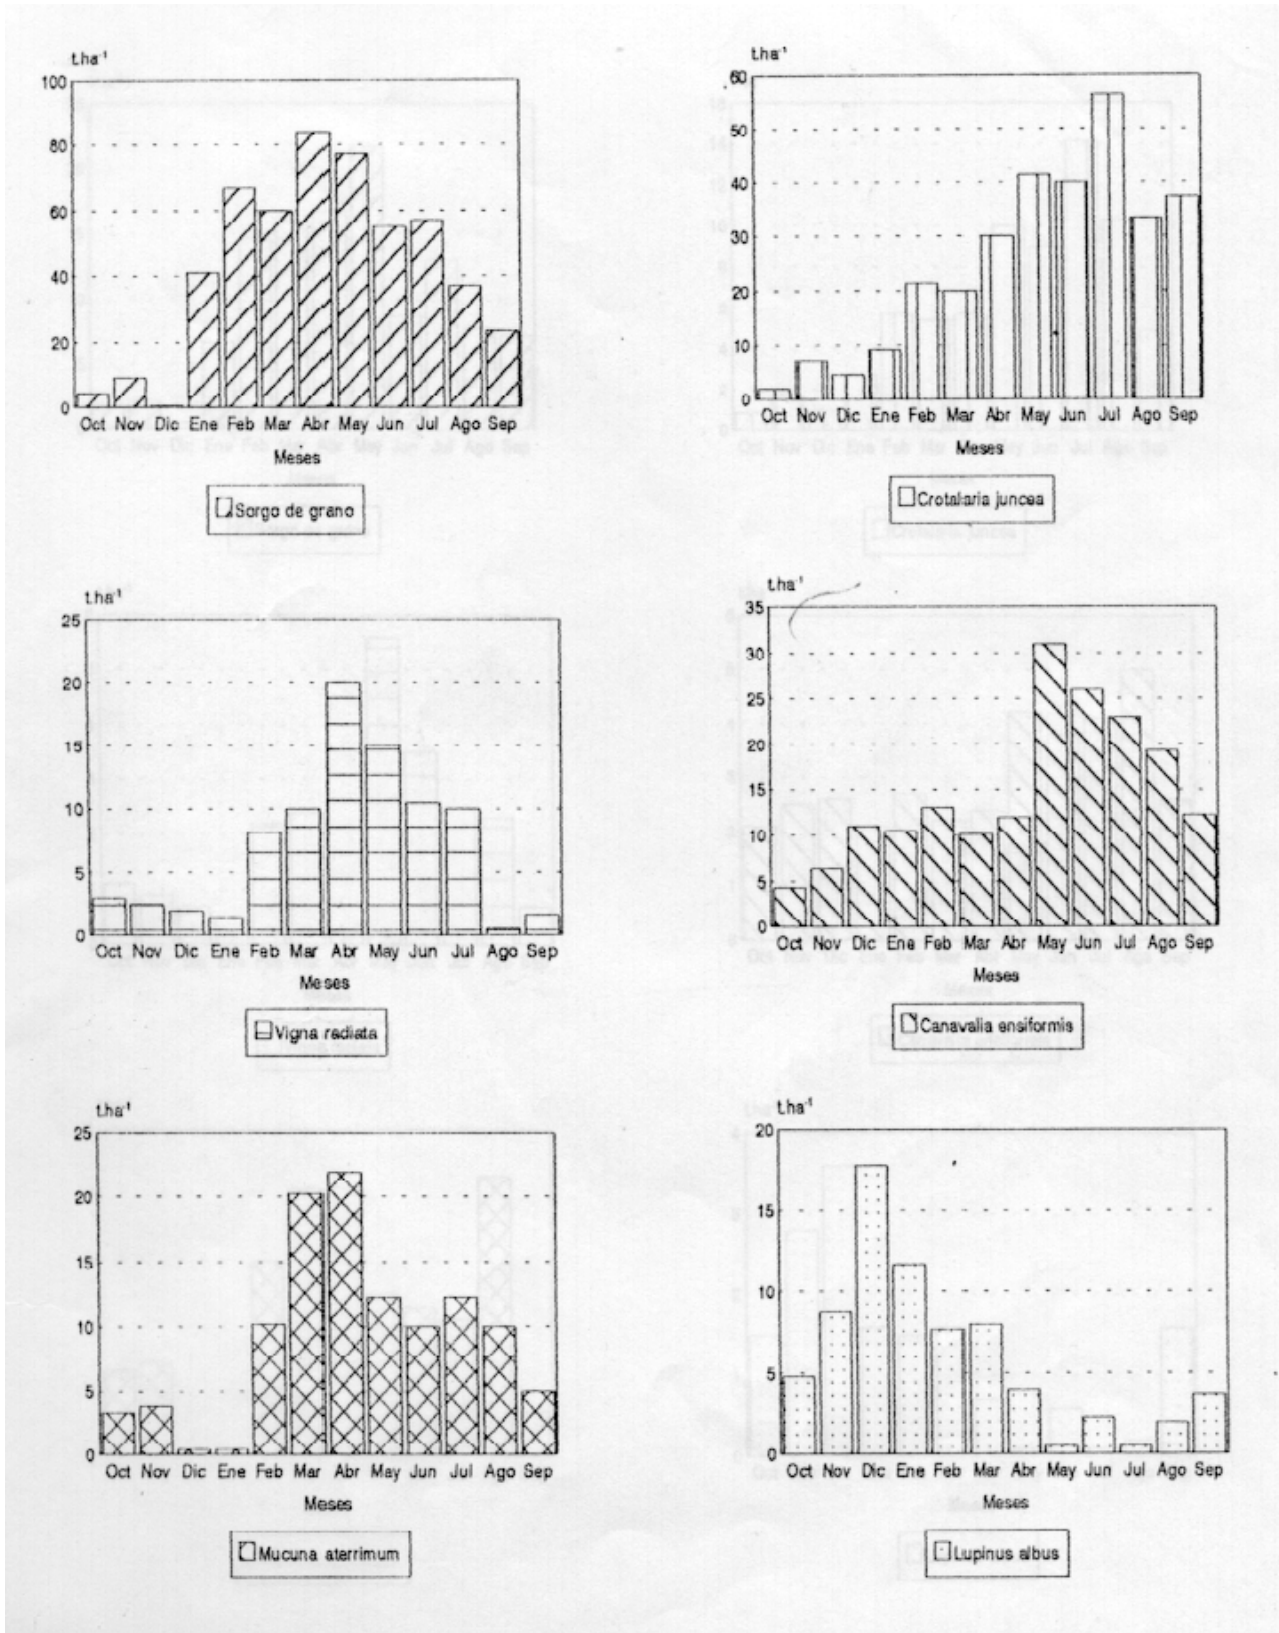 t.ha⁻¹
100
80
60
40
20
0
Oct Nov Dic Ene Feb Mar Abr May Jun Jul Ago Sep
Meses
Sorgo de grano
t.ha⁻¹
60
50
40
30
20
10
0
Oct Nov Dic Ene Feb Mar Abr May Jun Jul Ago Sep
Meses
Crotalaria juncea
t.ha⁻¹
25
20
15
10
5
0
Oct Nov Dic Ene Feb Mar Abr May Jun Jul Ago Sep
Meses
Vigna radiata
t.ha⁻¹
35
30
25
20
15
10
5
0
Oct Nov Dic Ene Feb Mar Abr May Jun Jul Ago Sep
Meses
Canavalia ensiformis
t.ha⁻¹
25
20
15
10
5
0
Oct Nov Dic Ene Feb Mar Abr May Jun Jul Ago Sep
Meses
Mucuna aterrimum
t.ha⁻¹
20
15
10
5
0
Oct Nov Dic Ene Feb Mar Abr May Jun Jul Ago Sep
Meses
Lupinus albus